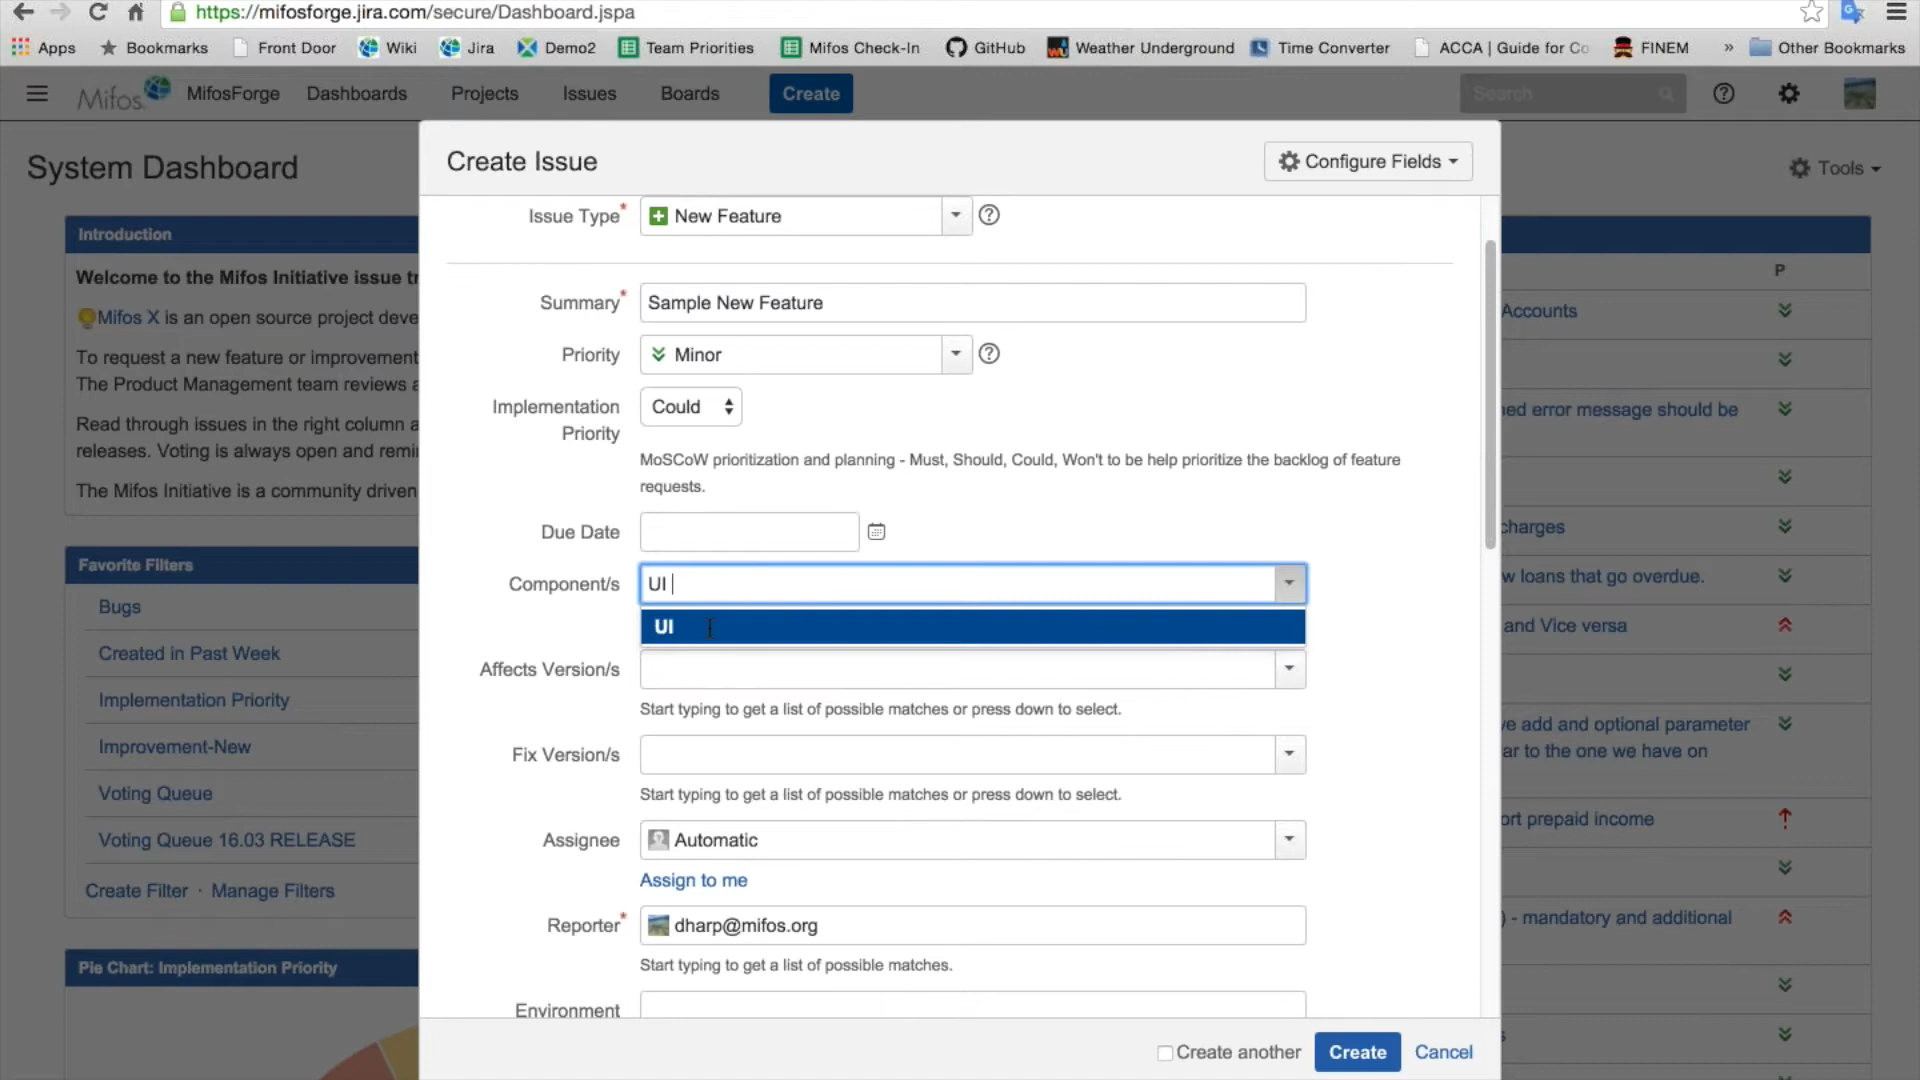 https://mifosforge.jira.com/secure/Dashboard.jspa
Apps Bookmarks Front Door Wiki Jira Demo2 Team Priorities Mifos Check-In GitHub Weather Underground Time Converter ACCA | Guide for Co FINEM » Other Bookmarks
Mifos MifosForge Dashboards Projects Issues Boards Create Search
System Dashboard
Tools
Create Issue
Configure Fields
Introduction
Welcome to the Mifos Initiative issue tr
Mifos X is an open source project deve
To request a new feature or improvement
The Product Management team reviews a
Read through issues in the right column a
releases. Voting is always open and remi
The Mifos Initiative is a community driven
Favorite Filters
Bugs
Created in Past Week
Implementation Priority
Improvement-New
Voting Queue
Voting Queue 16.03 RELEASE
Create Filter · Manage Filters
Pie Chart: Implementation Priority
Issue Type* New Feature
Summary* Sample New Feature
Priority Minor
Implementation Priority Could
MoSCoW prioritization and planning - Must, Should, Could, Won't to be help prioritize the backlog of feature
requests.
Due Date
Component/s UI
UI
Affects Version/s
Start typing to get a list of possible matches or press down to select.
Fix Version/s
Start typing to get a list of possible matches or press down to select.
Assignee Automatic
Assign to me
Reporter* dharp@mifos.org
Start typing to get a list of possible matches.
Environment
Create another Create Cancel
P
Accounts
ed error message should be
charges
w loans that go overdue.
and Vice versa
ve add and optional parameter
ar to the one we have on
ort prepaid income
) - mandatory and additional